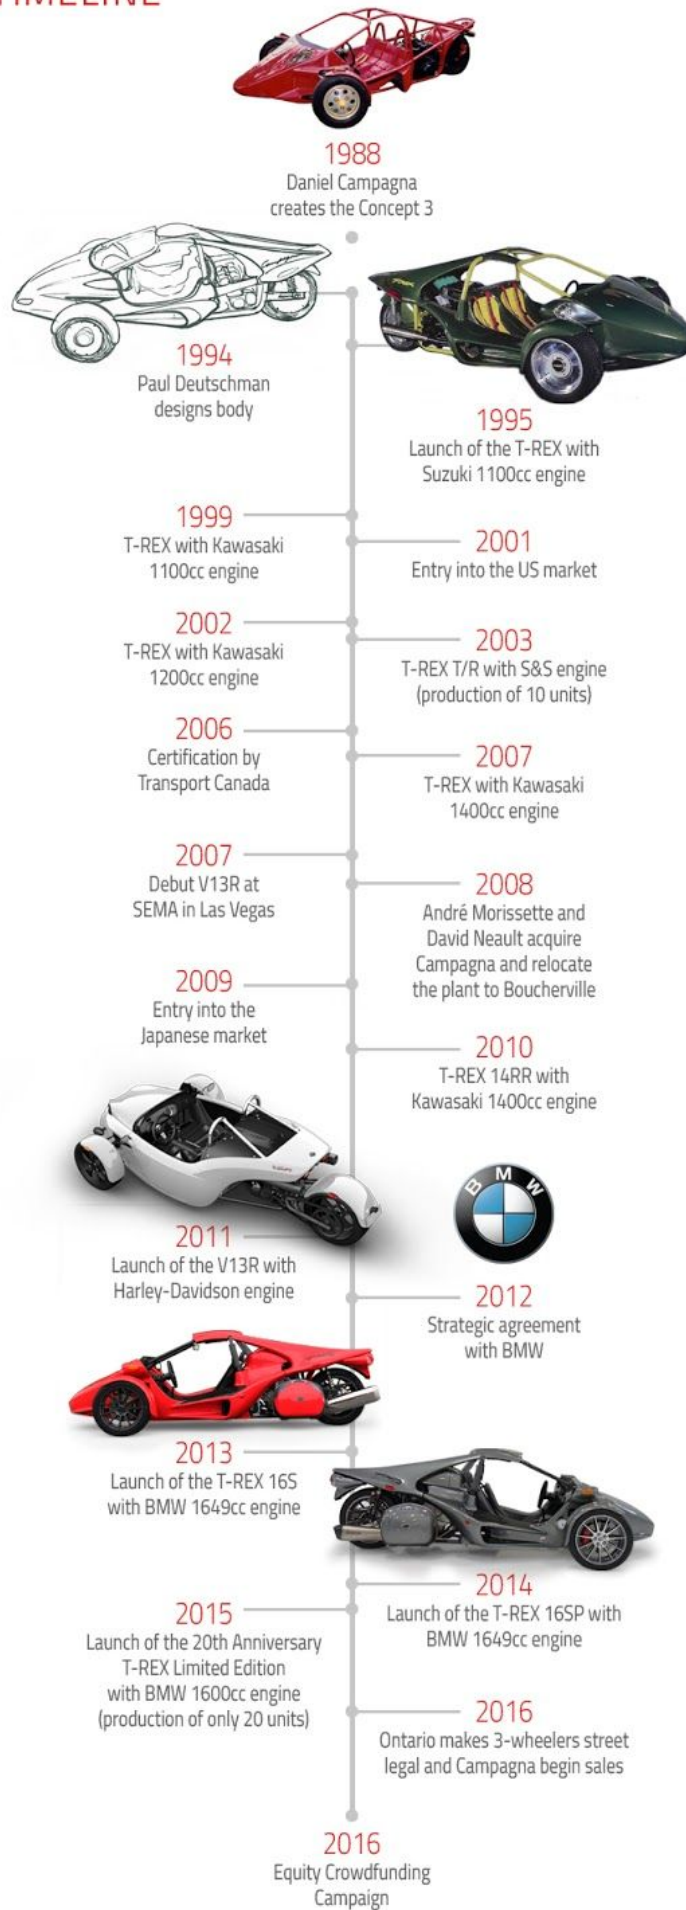 TIMELINE
1988
Daniel Campagna
creates the Concept 3
1994
Paul Deutschman
designs body
1995
Launch of the T-REX with
Suzuki 1100cc engine
1999
T-REX with Kawasaki
1100cc engine
2001
Entry into the US market
2002
T-REX with Kawasaki
1200cc engine
2003
T-REX T/R with S&S engine
(production of 10 units)
2006
Certification by
Transport Canada
2007
T-REX with Kawasaki
1400cc engine
2007
Debut V13R at
SEMA in Las Vegas
2008
André Morissette and
David Neault acquire
Campagna and relocate
the plant to Boucherville
2009
Entry into the
Japanese market
2010
T-REX 14RR with
Kawasaki 1400cc engine
BMW
2011
Launch of the V13R with
Harley-Davidson engine
2012
Strategic agreement
with BMW
2013
Launch of the T-REX 16S
with BMW 1649cc engine
2014
Launch of the T-REX 16SP with
BMW 1649cc engine
2015
Launch of the 20th Anniversary
T-REX Limited Edition
with BMW 1600cc engine
(production of only 20 units)
2016
Ontario makes 3-wheelers street
legal and Campagna begin sales
2016
Equity Crowdfunding
Campaign